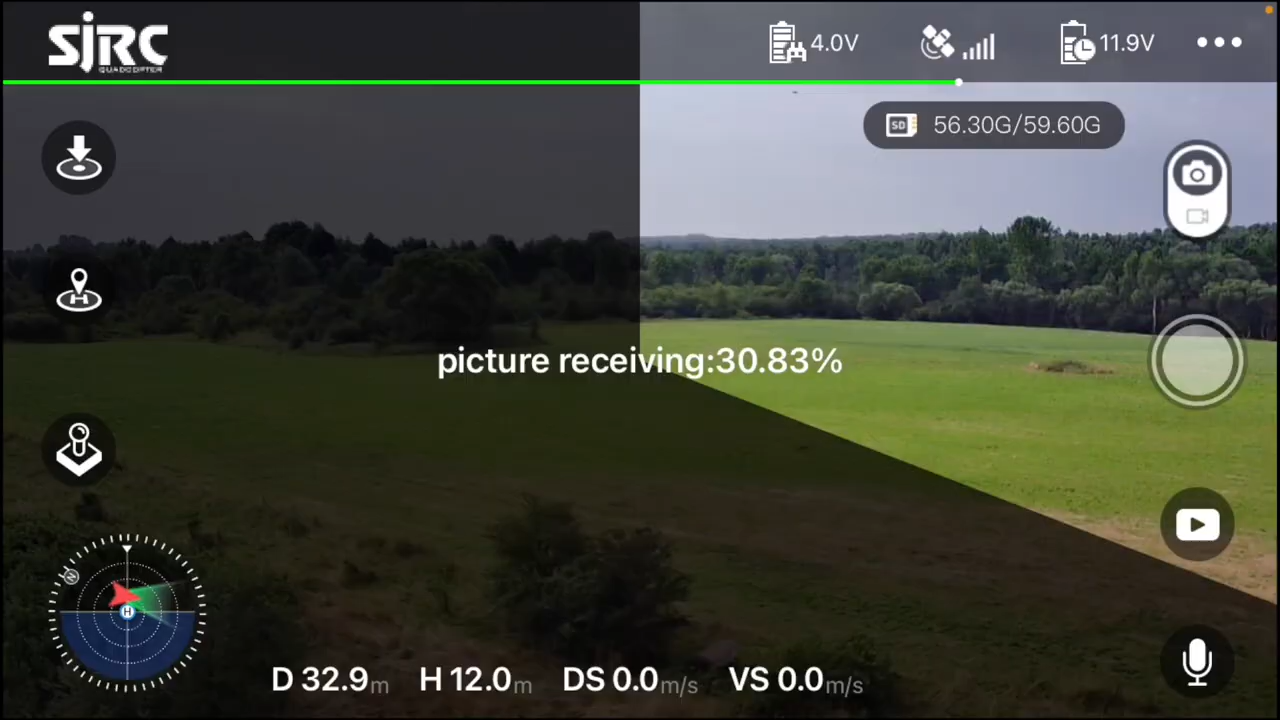 SJRC
QUADCOPTER
4.0V
11.9V
SD 56.30G/59.60G
picture receiving:30.83%
N
H
D 32.9m H 12.0m DS 0.0m/s VS 0.0m/s